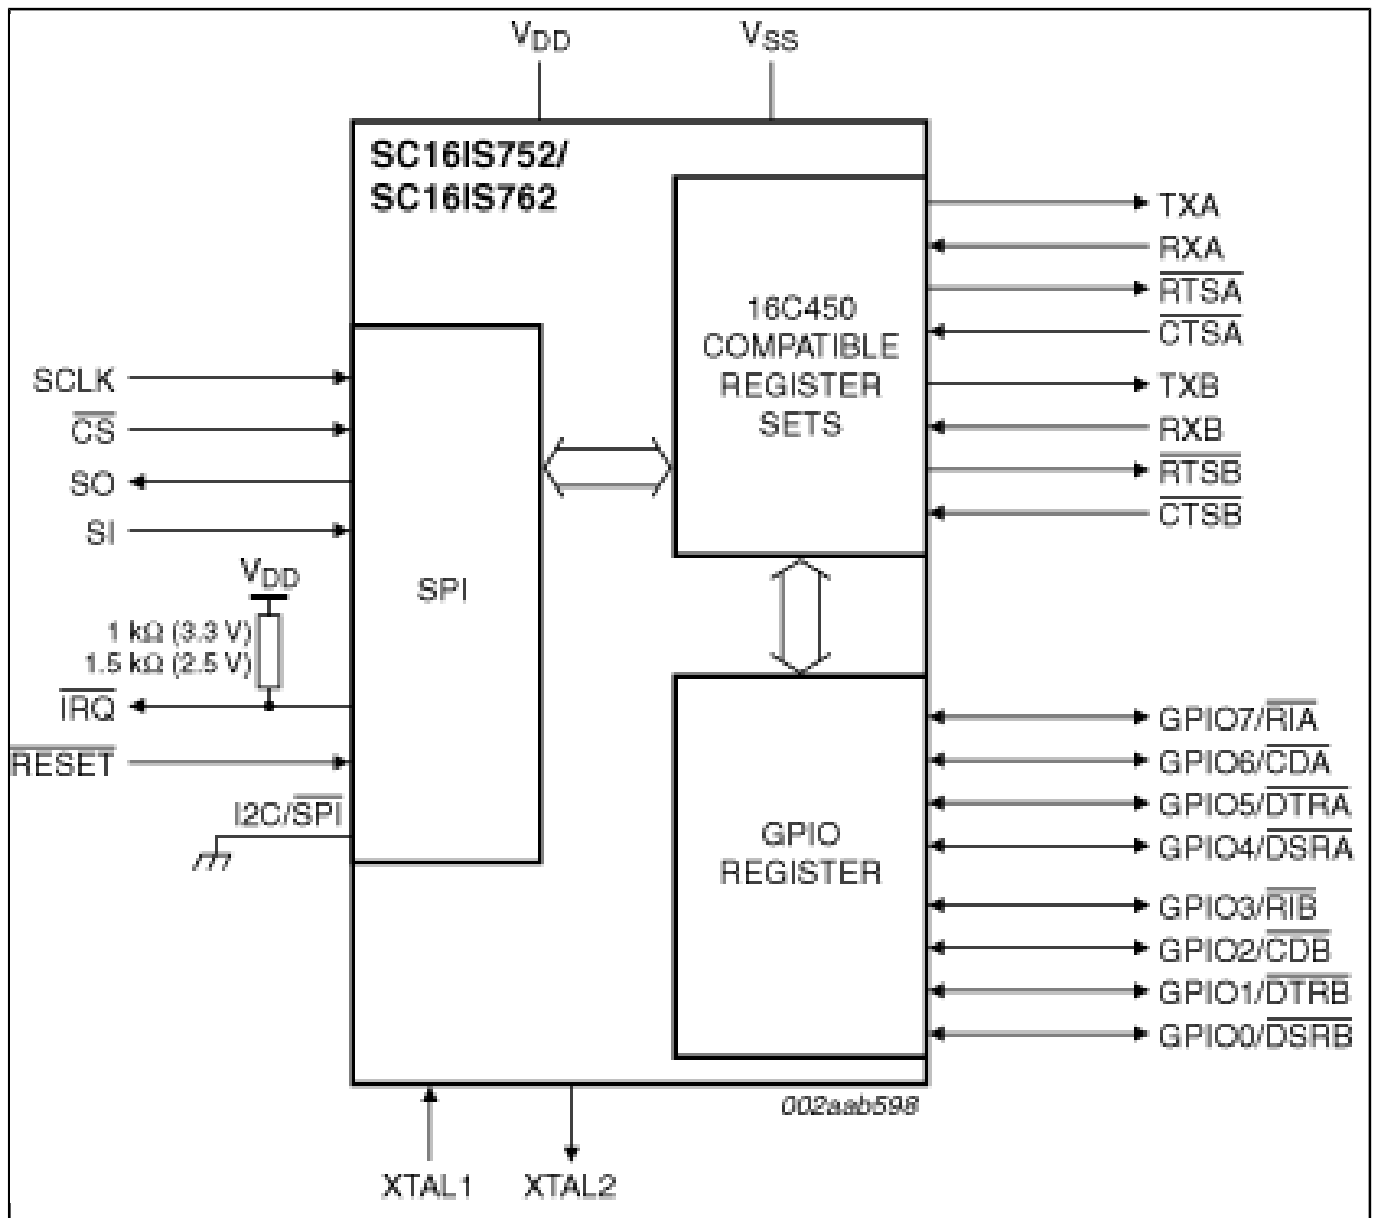 VDD
VSS
SC16IS752/
SC16IS762
SCLK
CS
SO
SI
VDD
1 kΩ (3.3 V)
1.5 kΩ (2.5 V)
IRQ
RESET
I2C/SPI
SPI
16C450
COMPATIBLE
REGISTER
SETS
TXA
RXA
RTSA
CTSA
TXB
RXB
RTSB
CTSB
GPIO
REGISTER
GPIO7/RIA
GPIO6/CDA
GPIO5/DTRA
GPIO4/DSRA
GPIO3/RIB
GPIO2/CDB
GPIO1/DTRB
GPIO0/DSRB
002aab598
XTAL1
XTAL2